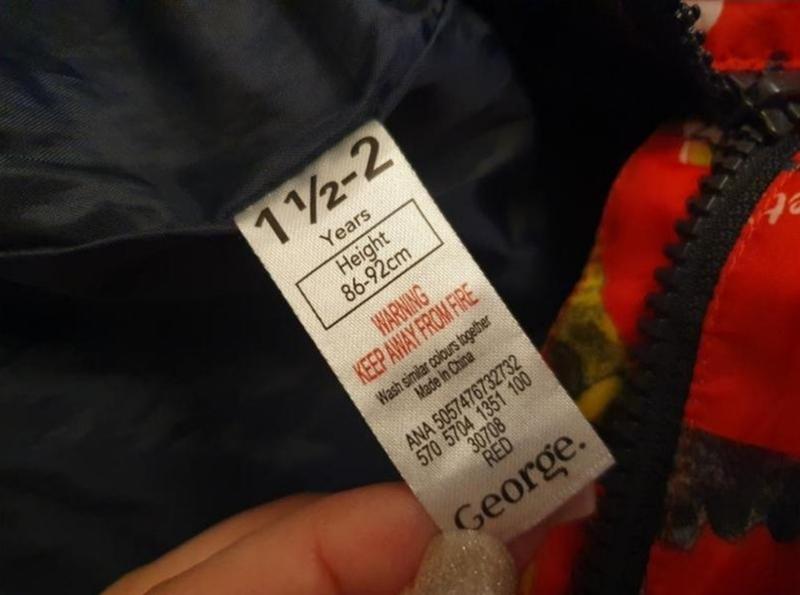 1½-2
Years
Height
86-92cm
WARNING
KEEP AWAY FROM FIRE
Wash similar colours together
Made In China
ANA 5057476732732
570 5704 1351 100
30708
RED
George.